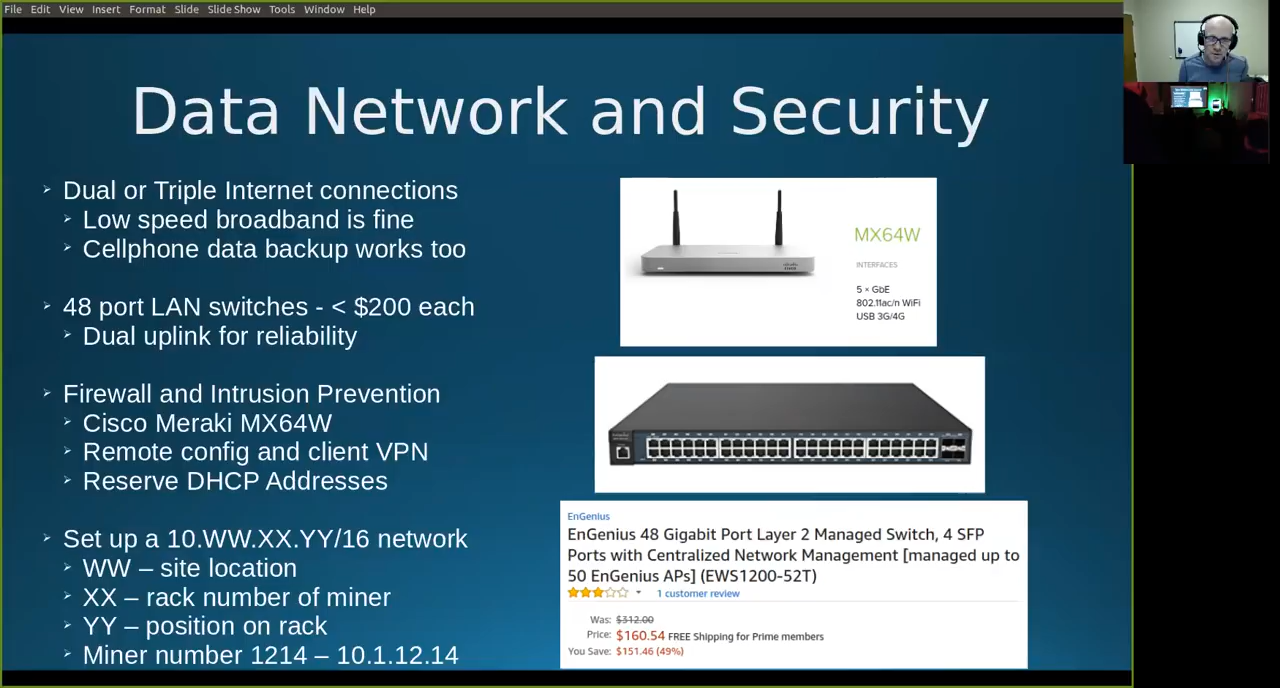 File Edit View Insert Format Slide Slide Show Tools Window Help
Data Network and Security
Dual or Triple Internet connections
Low speed broadband is fine
Cellphone data backup works too
48 port LAN switches - < $200 each
Dual uplink for reliability
Firewall and Intrusion Prevention
Cisco Meraki MX64W
Remote config and client VPN
Reserve DHCP Addresses
Set up a 10.WW.XX.YY/16 network
WW – site location
XX – rack number of miner
YY – position on rack
Miner number 1214 – 10.1.12.14
MX64W
INTERFACES
5 × GbE
802.11ac/n WiFi
USB 3G/4G
EnGenius
EnGenius 48 Gigabit Port Layer 2 Managed Switch, 4 SFP
Ports with Centralized Network Management [managed up to
50 EnGenius APs] (EWS1200-52T)
1 customer review
Was: $312.00
Price: $160.54 FREE Shipping for Prime members
You Save: $151.46 (49%)